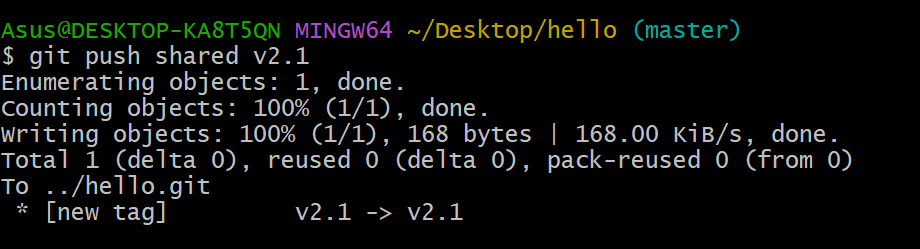 Asus@DESKTOP-KA8T5QN MINGW64 ~/Desktop/hello (master)
$ git push shared v2.1
Enumerating objects: 1, done.
Counting objects: 100% (1/1), done.
Writing objects: 100% (1/1), 168 bytes | 168.00 KiB/s, done.
Total 1 (delta 0), reused 0 (delta 0), pack-reused 0 (from 0)
To ../hello.git
 * [new tag]         v2.1 -> v2.1